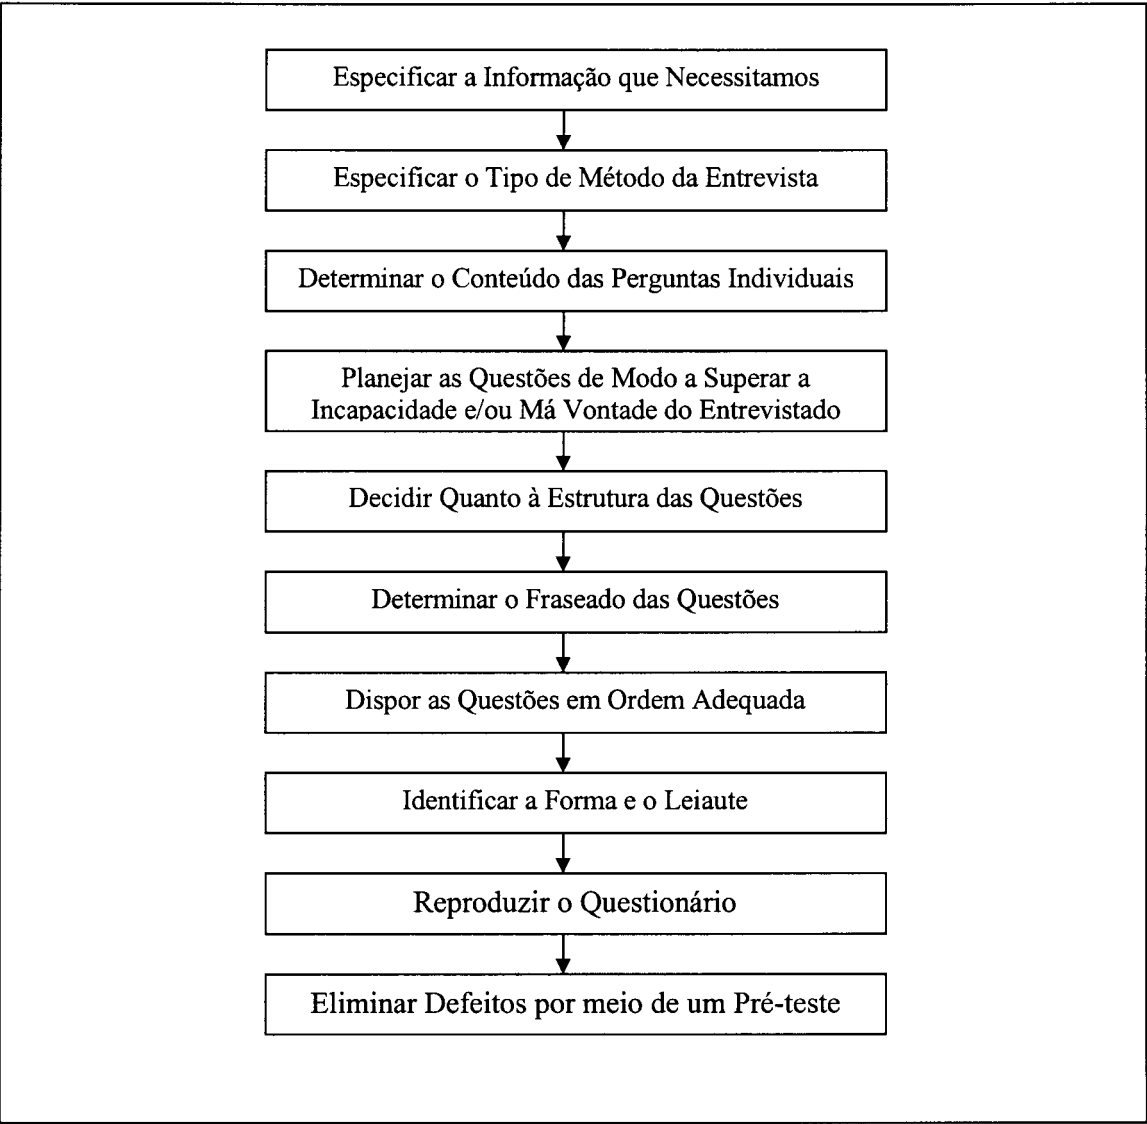 Especificar a Informação que Necessitamos
Especificar o Tipo de Método da Entrevista
Determinar o Conteúdo das Perguntas Individuais
Planejar as Questões de Modo a Superar a
Incapacidade e/ou Má Vontade do Entrevistado
Decidir Quanto à Estrutura das Questões
Determinar o Fraseado das Questões
Dispor as Questões em Ordem Adequada
Identificar a Forma e o Leiaute
Reproduzir o Questionário
Eliminar Defeitos por meio de um Pré-teste